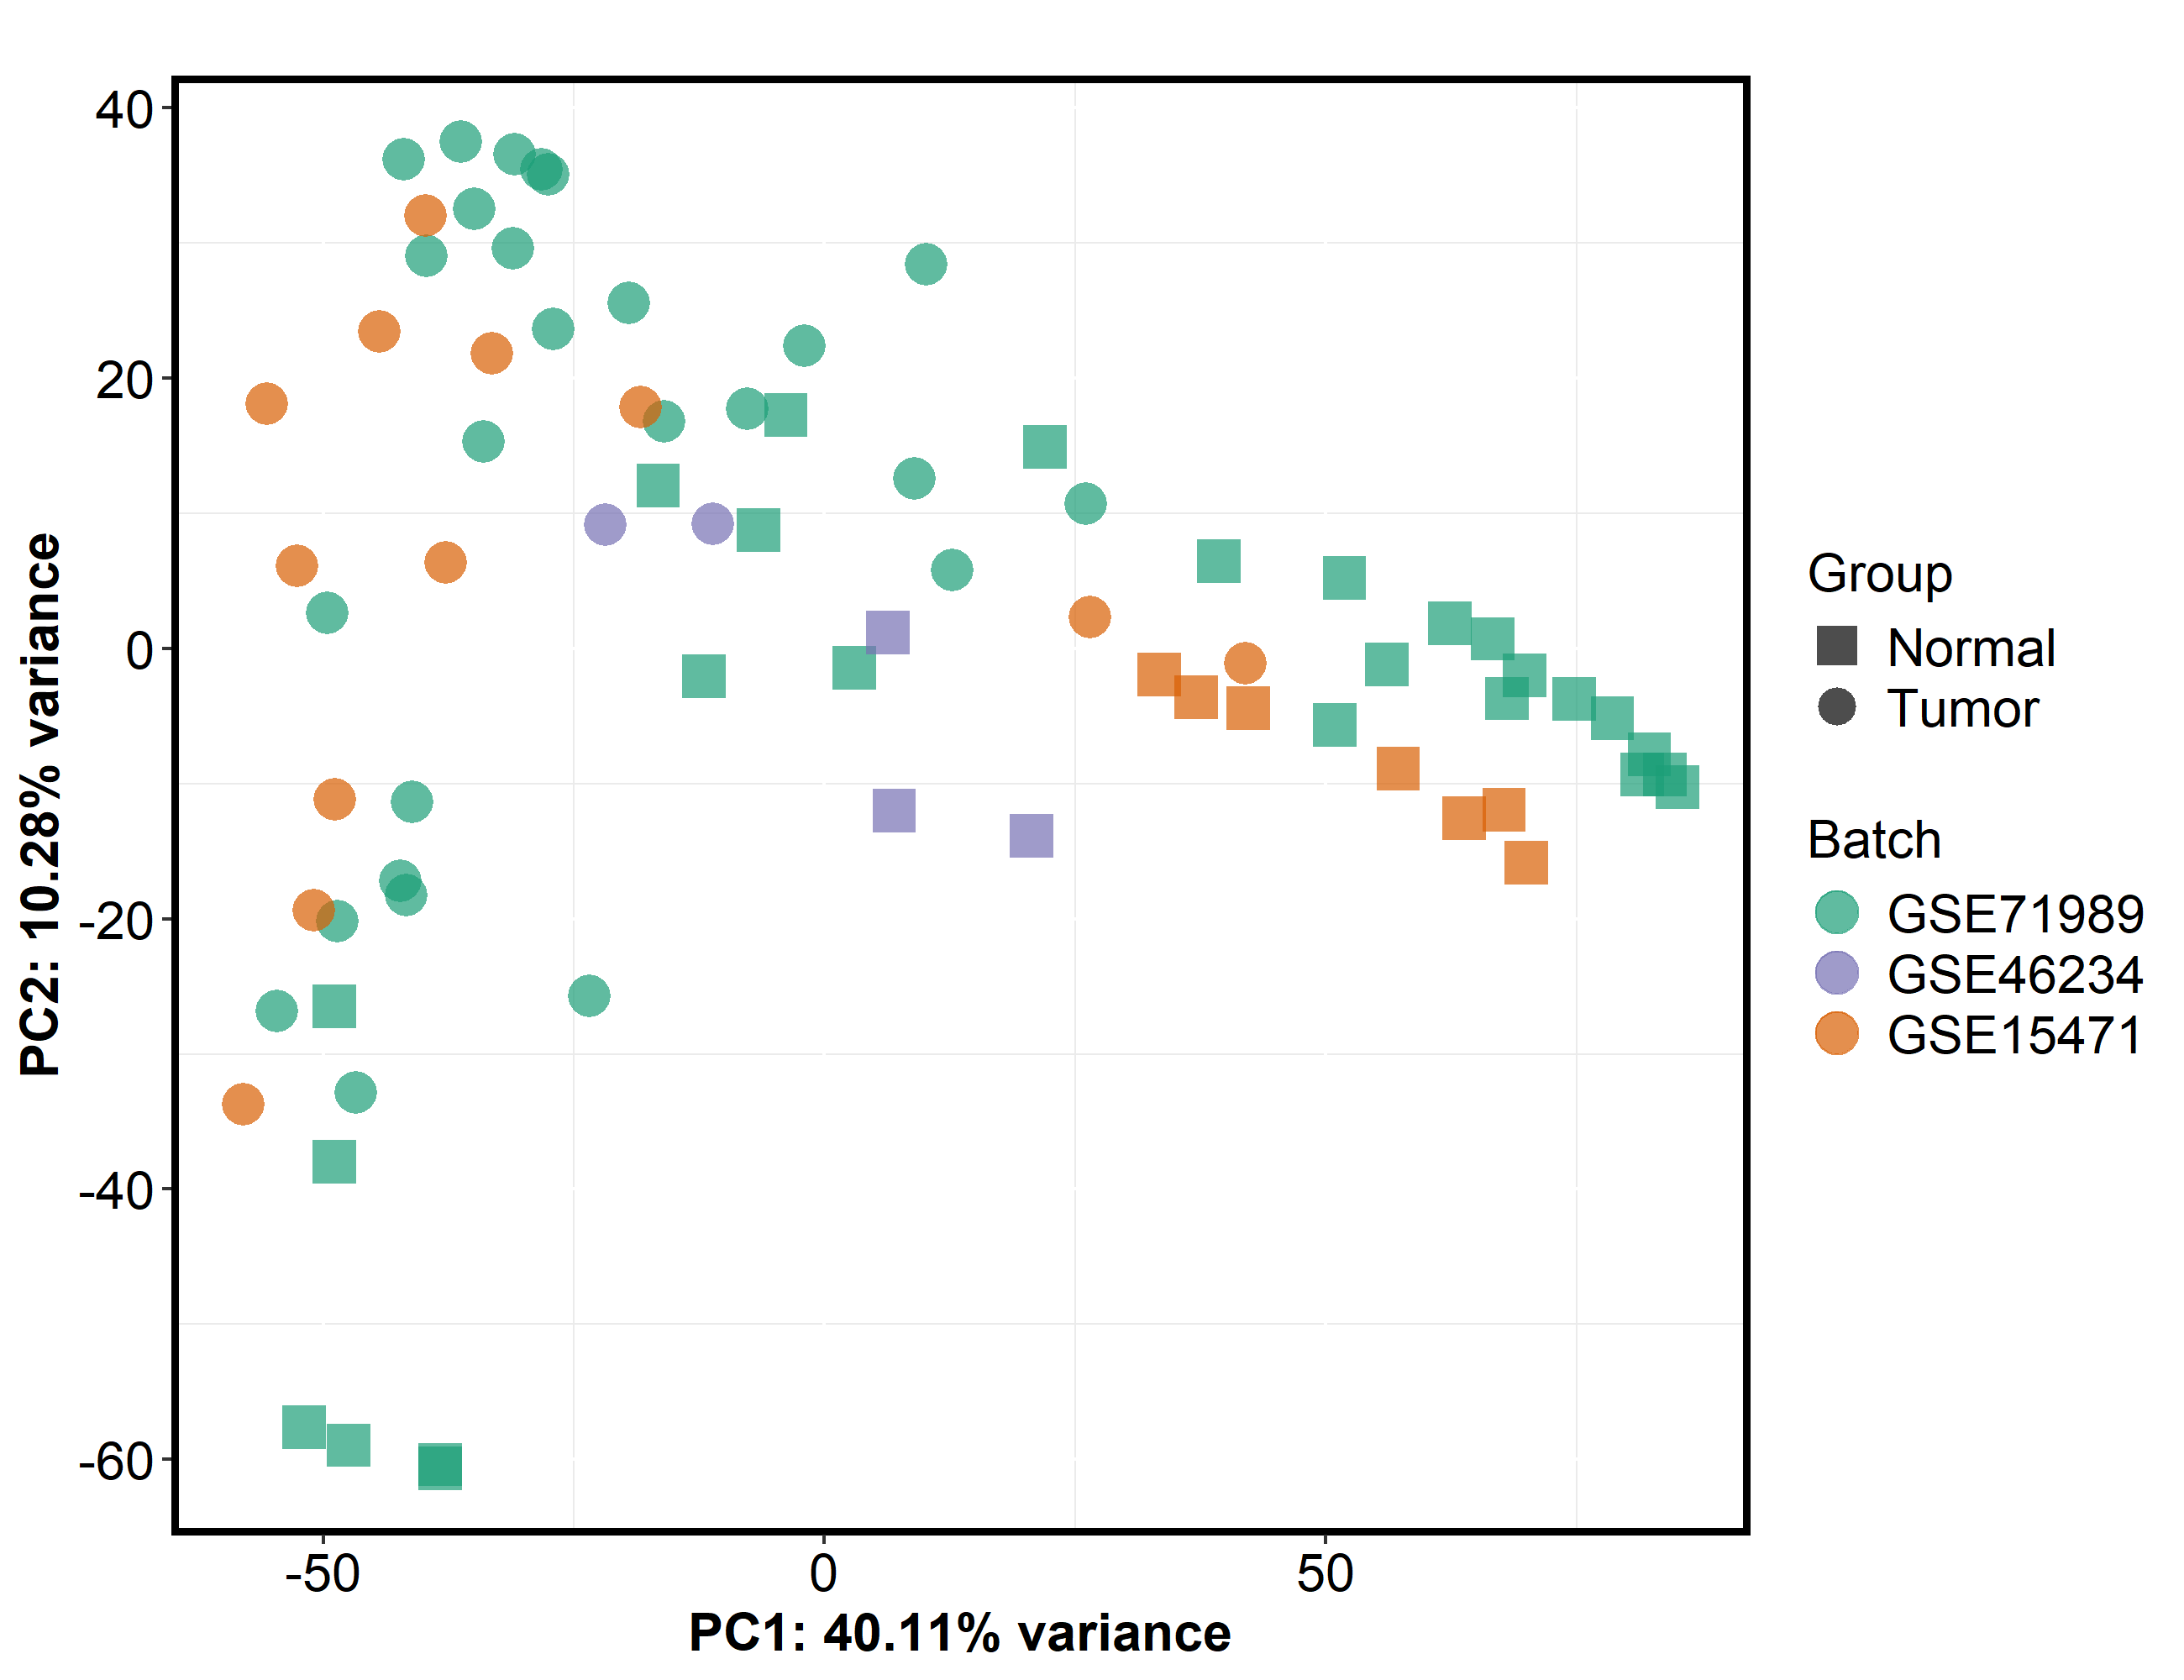 40
20
0
-20
-40
-60
PC2: 10.28% variance
-50
0
50
PC1: 40.11% variance
Group
Normal
Tumor
Batch
GSE71989
GSE46234
GSE15471